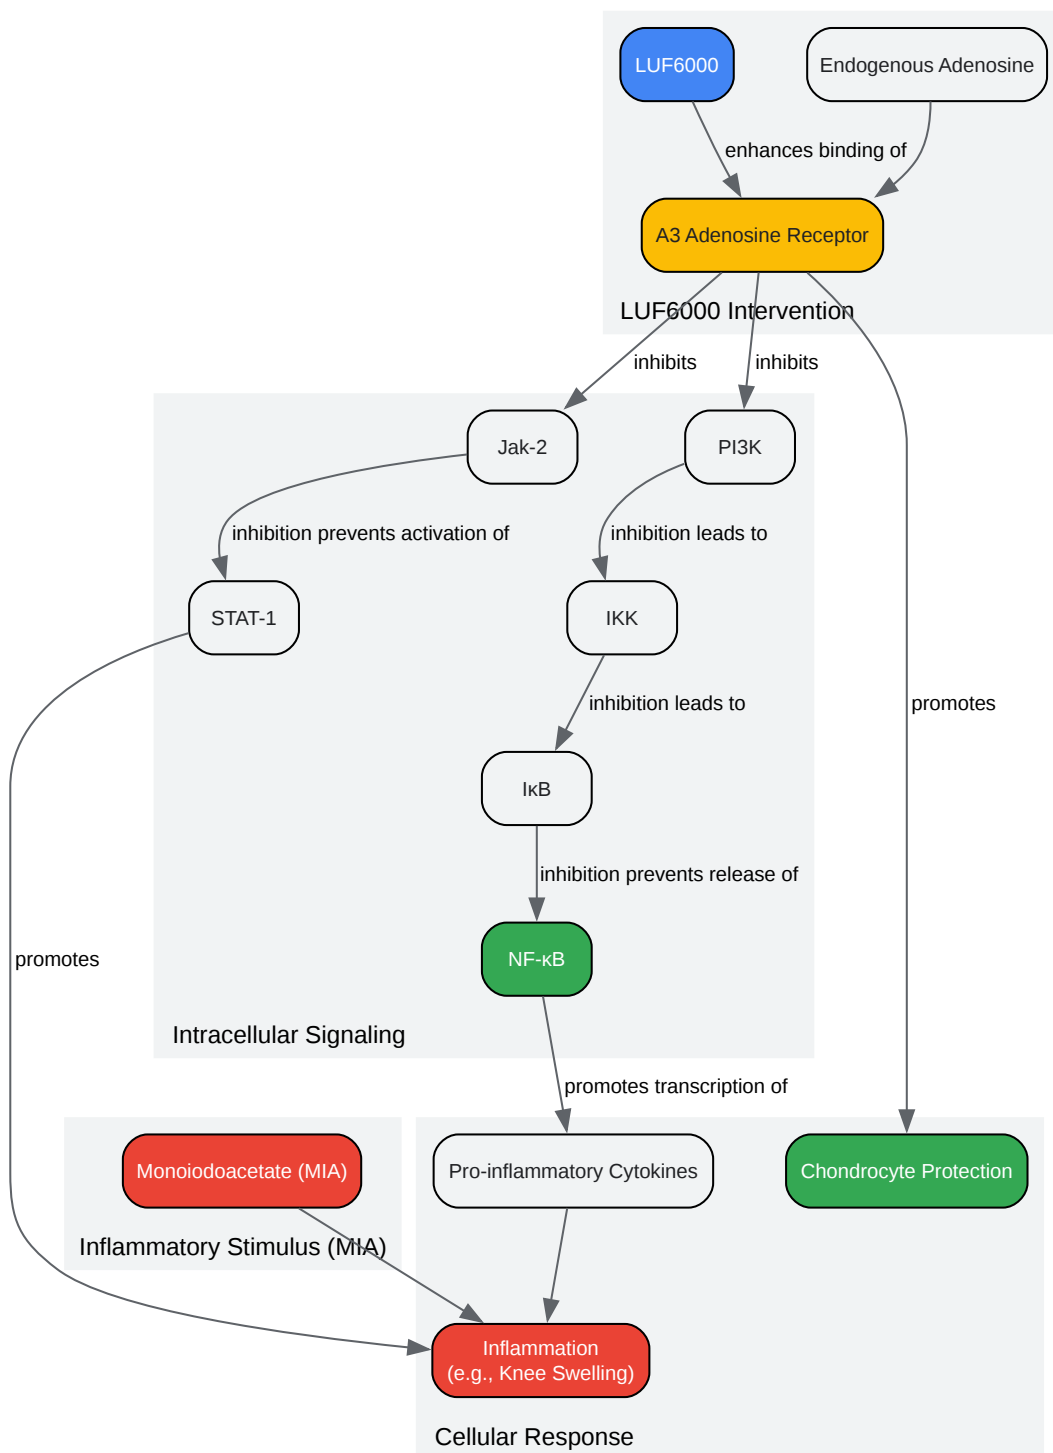 LUF6000
Endogenous Adenosine
enhances binding of
A3 Adenosine Receptor
LUF6000 Intervention
inhibits
inhibits
Jak-2
PI3K
inhibition prevents activation of
inhibition leads to
STAT-1
IKK
inhibition leads to
promotes
IκB
inhibition prevents release of
promotes
NF-κB
Intracellular Signaling
promotes transcription of
Monoiodoacetate (MIA)
Pro-inflammatory Cytokines
Chondrocyte Protection
Inflammatory Stimulus (MIA)
Inflammation
(e.g., Knee Swelling)
Cellular Response